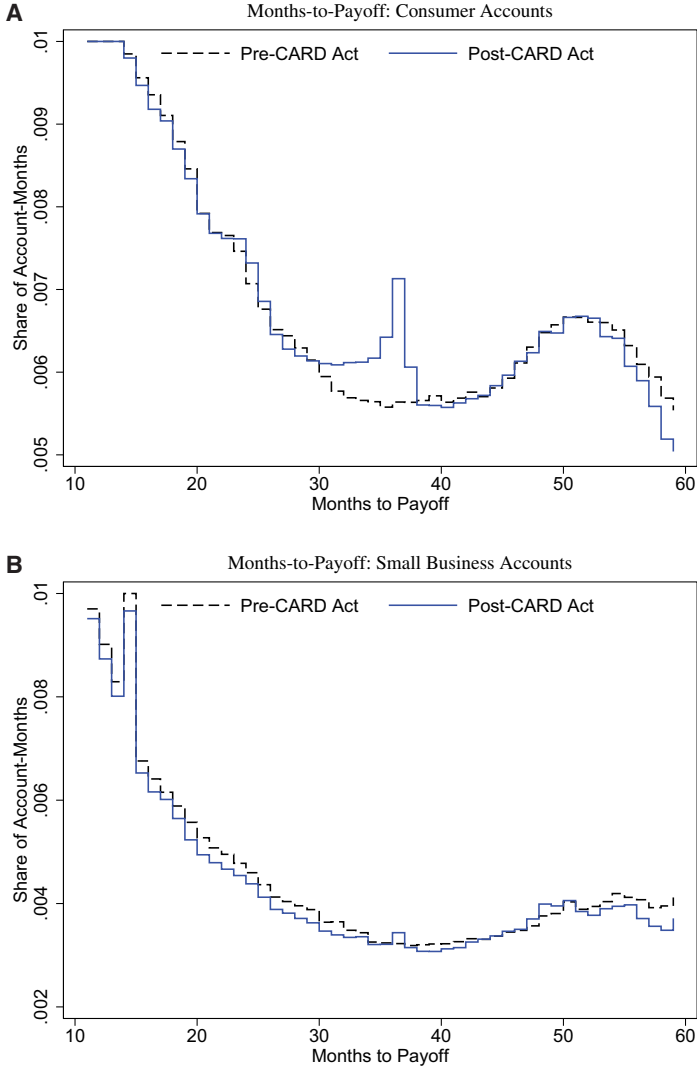 A
Months-to-Payoff: Consumer Accounts
Pre-CARD Act
Post-CARD Act
Share of Account-Months
.01
.009
.008
.007
.006
.005
10
20
30
40
50
60
Months to Payoff
B
Months-to-Payoff: Small Business Accounts
Pre-CARD Act
Post-CARD Act
Share of Account-Months
.01
.008
.006
.004
.002
10
20
30
40
50
60
Months to Payoff